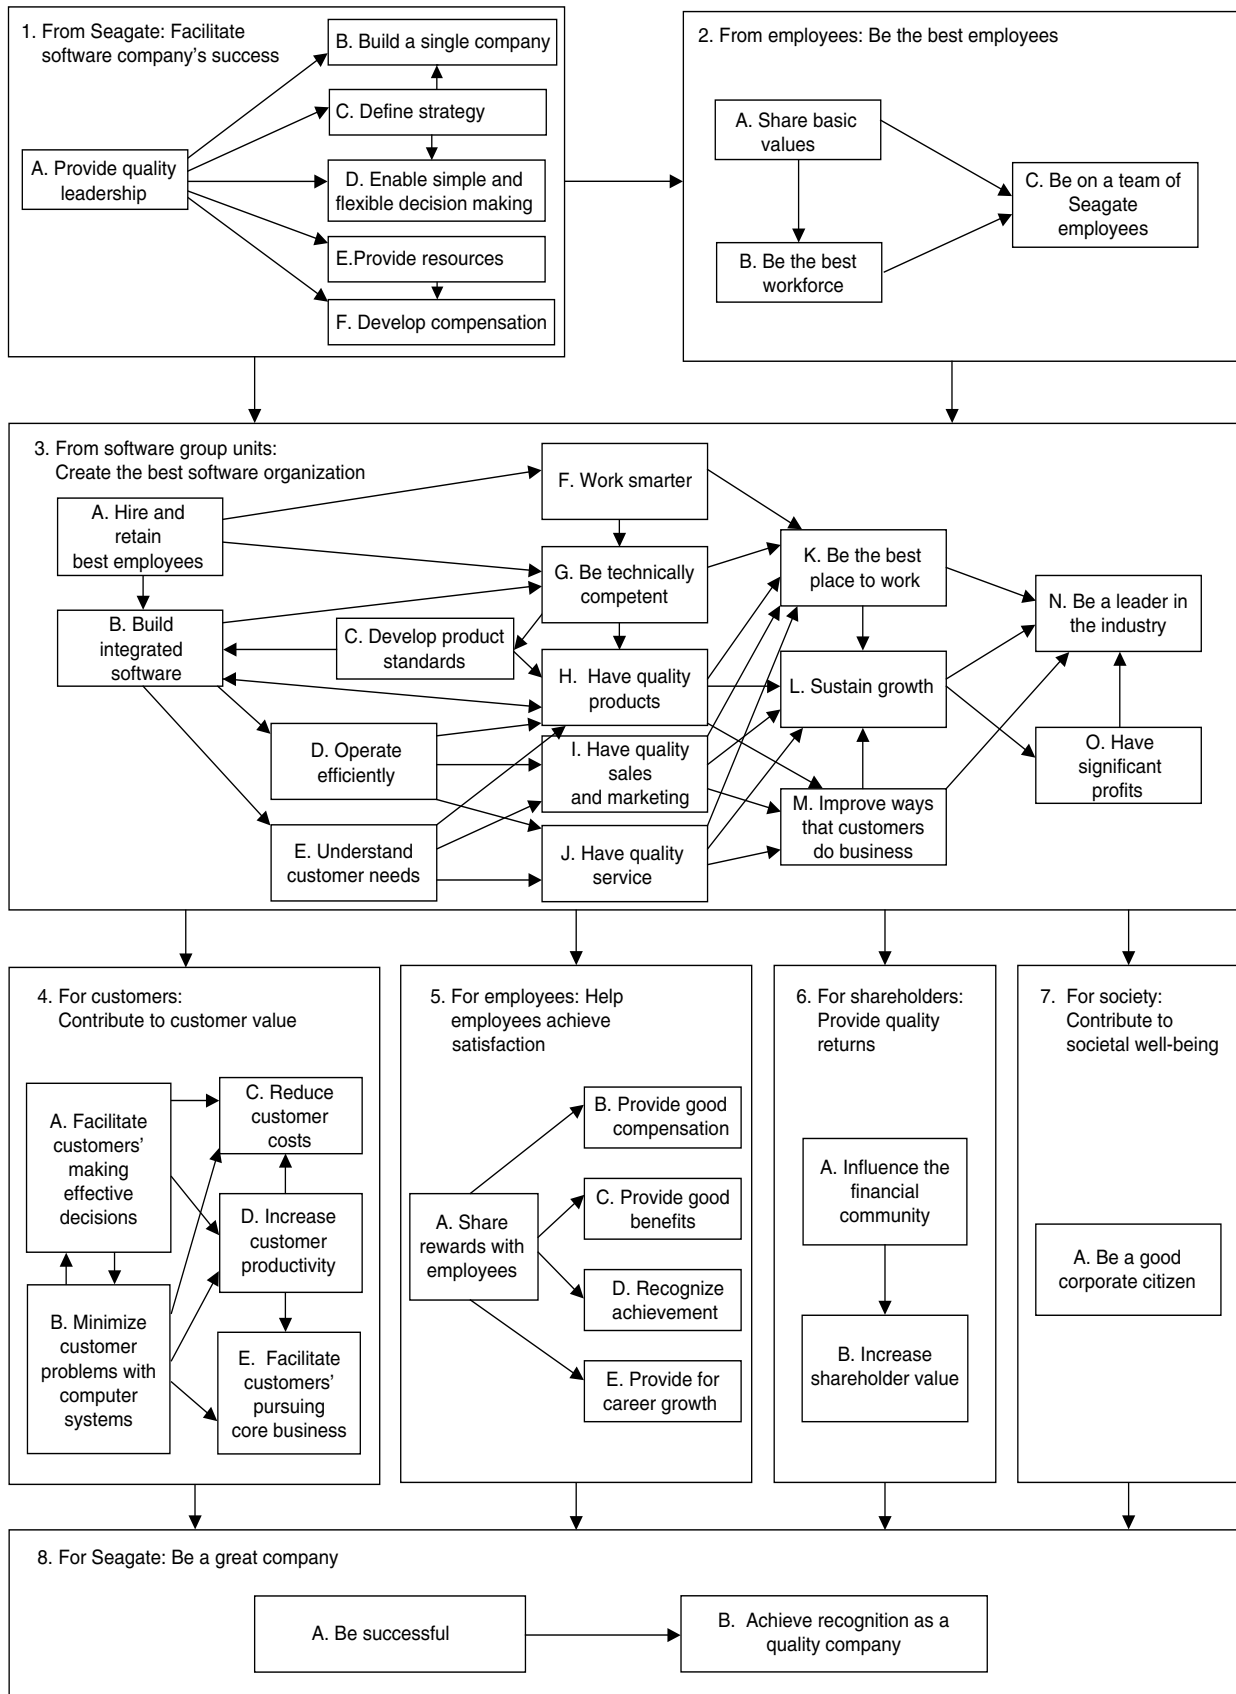 1. From Seagate: Facilitate
software company’s success
B. Build a single company
C. Define strategy
A. Provide quality
leadership
D. Enable simple and
flexible decision making
E.Provide resources
F. Develop compensation
2. From employees: Be the best employees
A. Share basic
values
C. Be on a team of
Seagate
employees
B. Be the best
workforce
3. From software group units:
Create the best software organization
A. Hire and
retain
best employees
B. Build
integrated
software
C. Develop product
standards
D. Operate
efficiently
E. Understand
customer needs
F. Work smarter
G. Be technically
competent
H. Have quality
products
I. Have quality
sales
and marketing
J. Have quality
service
K. Be the best
place to work
L. Sustain growth
M. Improve ways
that customers
do business
N. Be a leader in
the industry
O. Have
significant
profits
4. For customers:
Contribute to customer value
A. Facilitate
customers’
making
effective
decisions
B. Minimize
customer
problems with
computer
systems
C. Reduce
customer
costs
D. Increase
customer
productivity
E. Facilitate
customers’
pursuing
core business
5. For employees: Help
employees achieve
satisfaction
A. Share
rewards with
employees
B. Provide good
compensation
C. Provide good
benefits
D. Recognize
achievement
E. Provide for
career growth
6. For shareholders:
Provide quality
returns
A. Influence the
financial
community
B. Increase
shareholder value
7. For society:
Contribute to
societal well-being
A. Be a good
corporate citizen
8. For Seagate: Be a great company
A. Be successful
B. Achieve recognition as a
quality company